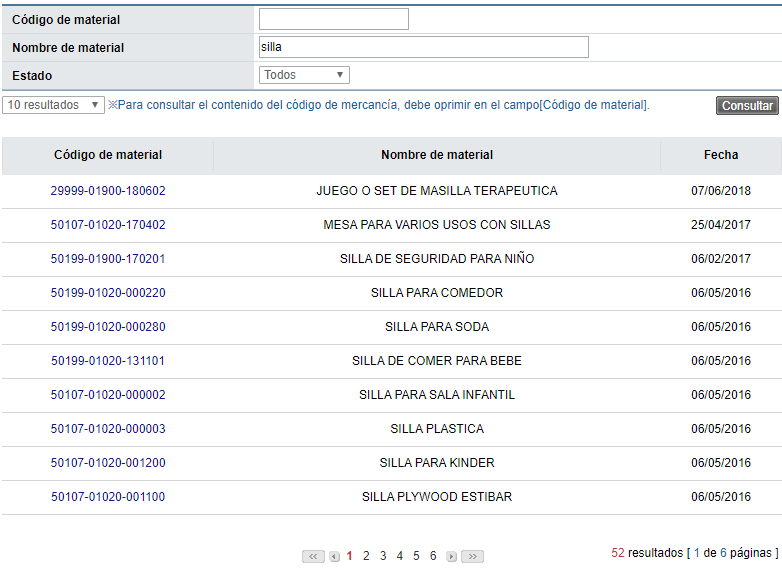 Código de material
Nombre de material silla
Estado Todos ▼
10 resultados ▼ ※Para consultar el contenido del código de mercancía, debe oprimir en el campo[Código de material]. Consultar
Código de material Nombre de material Fecha
29999-01900-180602 JUEGO O SET DE MASILLA TERAPEUTICA 07/06/2018
50107-01020-170402 MESA PARA VARIOS USOS CON SILLAS 25/04/2017
50199-01900-170201 SILLA DE SEGURIDAD PARA NIÑO 06/02/2017
50199-01020-000220 SILLA PARA COMEDOR 06/05/2016
50199-01020-000280 SILLA PARA SODA 06/05/2016
50199-01020-131101 SILLA DE COMER PARA BEBE 06/05/2016
50107-01020-000002 SILLA PARA SALA INFANTIL 06/05/2016
50107-01020-000003 SILLA PLASTICA 06/05/2016
50107-01020-001200 SILLA PARA KINDER 06/05/2016
50107-01020-001100 SILLA PLYWOOD ESTIBAR 06/05/2016
1 2 3 4 5 6 52 resultados [ 1 de 6 páginas ]